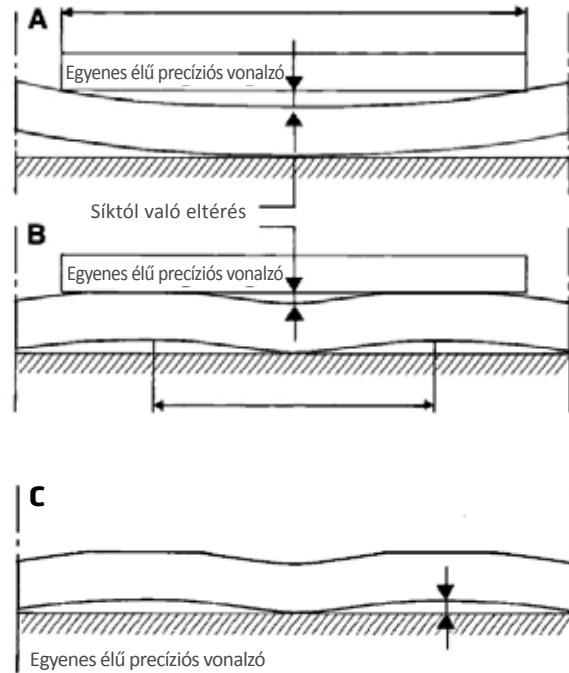 A
Egyenes élű precíziós vonalzó
Síktól való eltérés
B
Egyenes élű precíziós vonalzó
C
Egyenes élű precíziós vonalzó